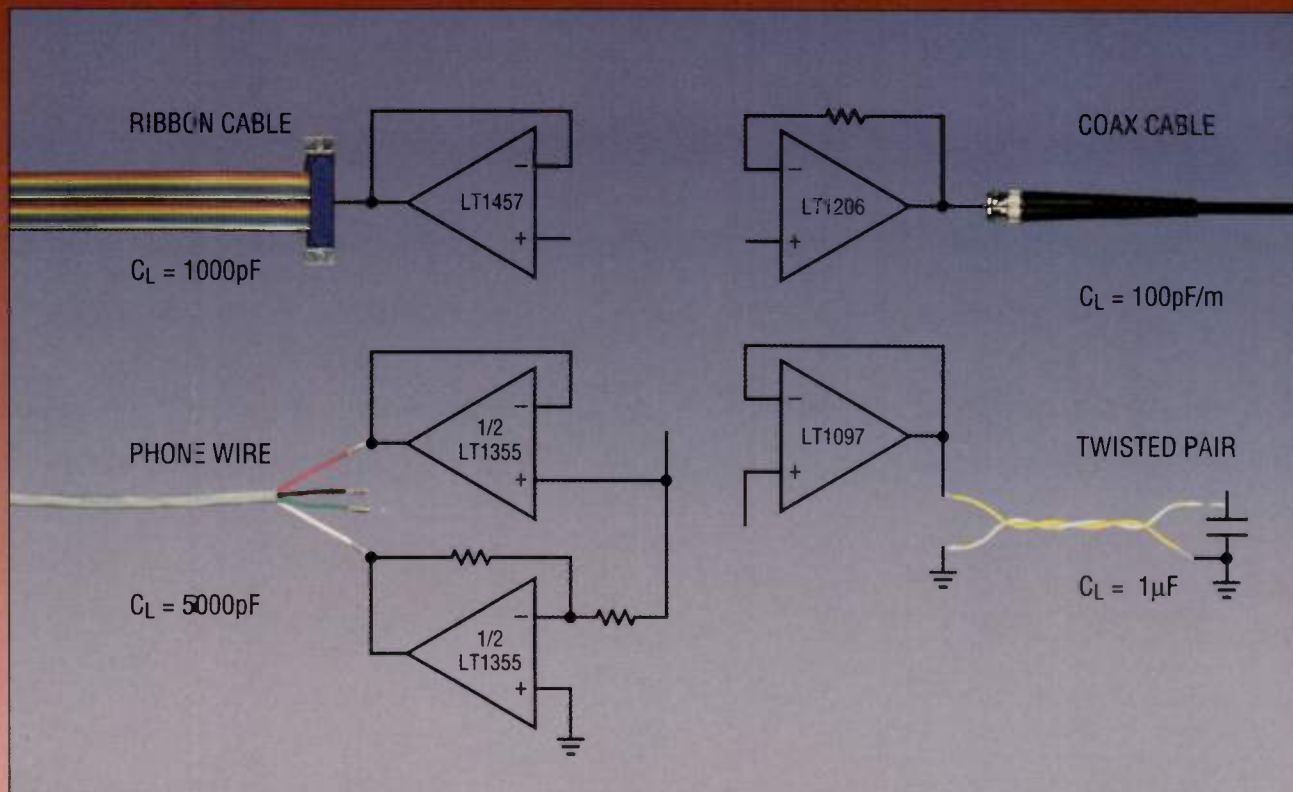 RIBBON CABLE
LT1457
−
+
C_L = 1000pF
−
LT1206
+
COAX CABLE
C_L = 100pF/m
PHONE WIRE
1/2
LT1355
−
+
C_L = 5000pF
1/2
LT1355
−
+
−
LT1097
+
TWISTED PAIR
C_L = 1µF